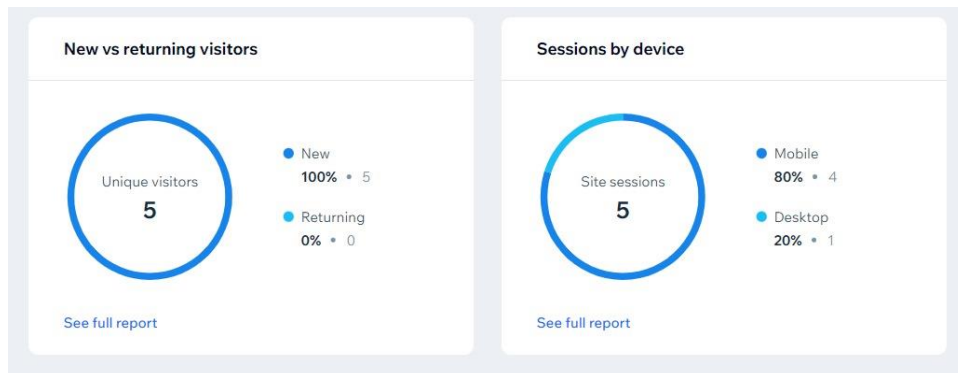 New vs returning visitors
Unique visitors
5
New
100% • 5
Returning
0% • 0
See full report
Sessions by device
Site sessions
5
Mobile
80% • 4
Desktop
20% • 1
See full report